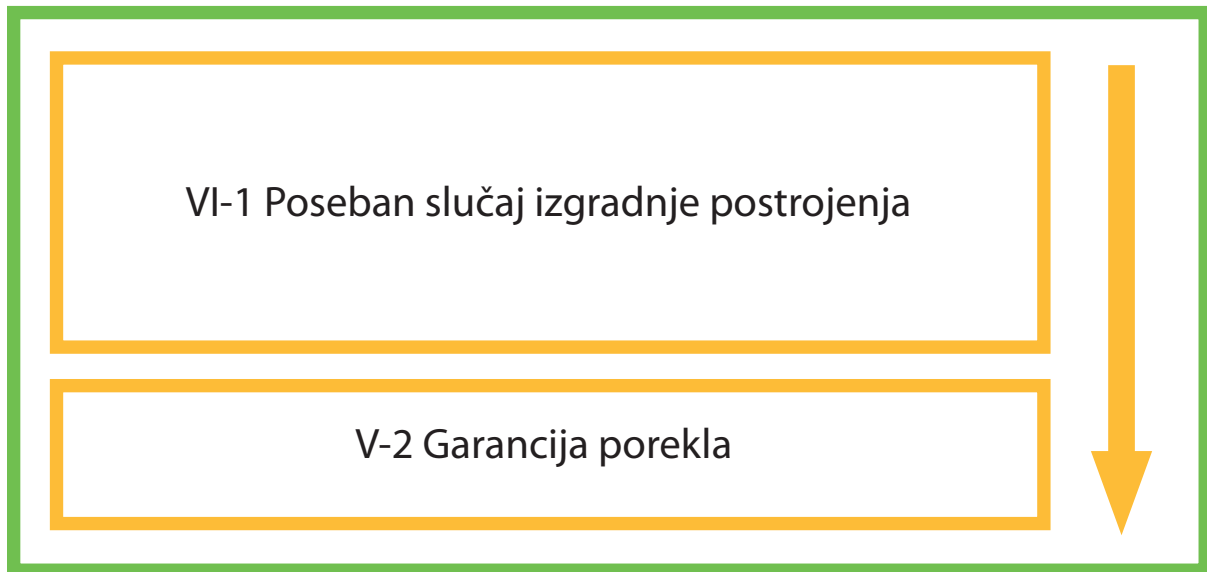 VI-1 Poseban slučaj izgradnje postrojenja
V-2 Garancija porekla